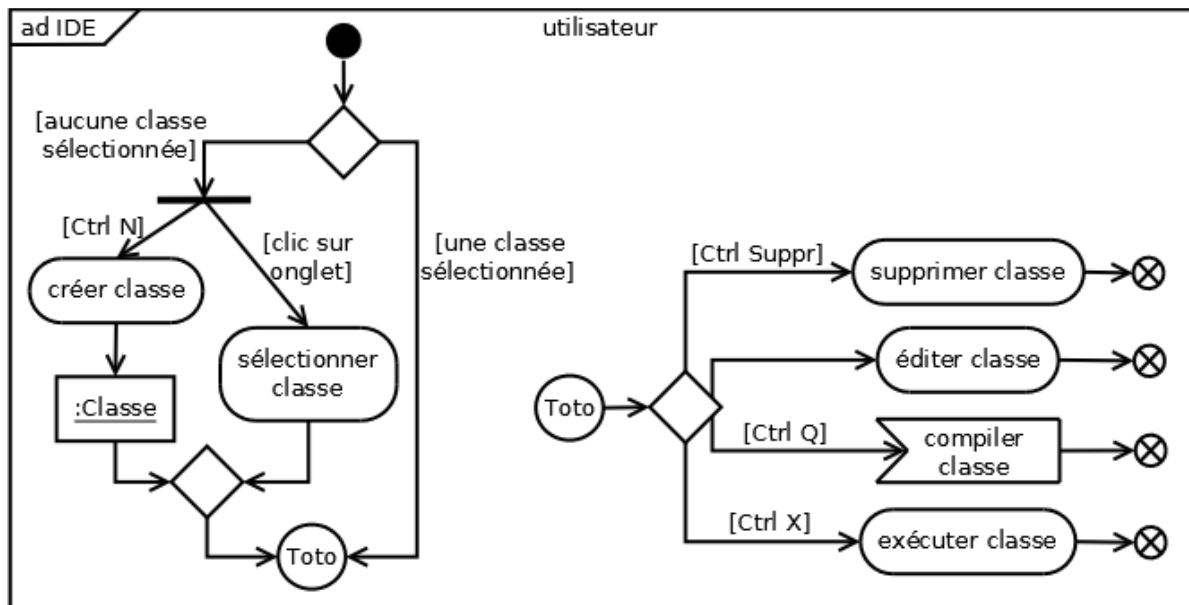 ad IDE
utilisateur
[aucune classe
sélectionnée]
[Ctrl N]
[clic sur
onglet]
[une classe
sélectionnée]
créer classe
sélectionner
classe
:Classe
Toto
Toto
[Ctrl Suppr]
supprimer classe
éditer classe
[Ctrl Q]
compiler
classe
[Ctrl X]
exécuter classe